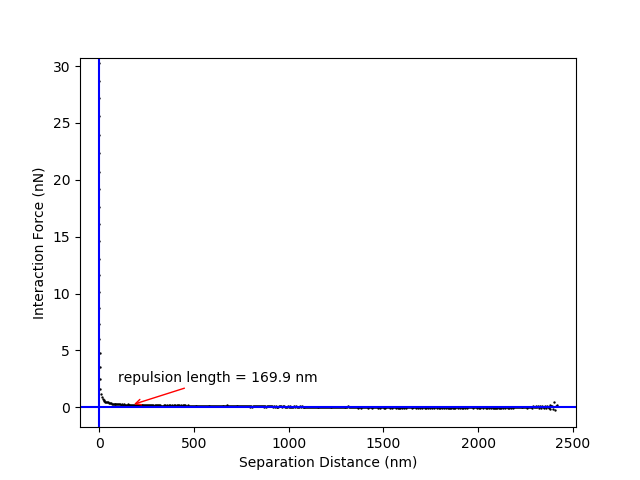 30
25
20
15
10
5
0
Interaction Force (nN)
repulsion length = 169.9 nm
0 500 1000 1500 2000 2500
Separation Distance (nm)